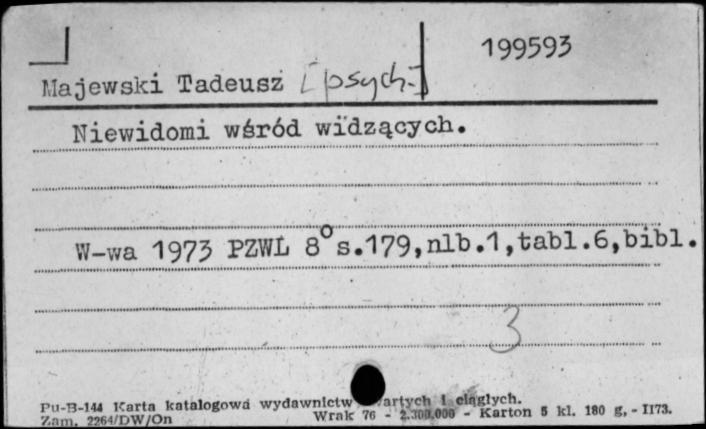 199593
Majewski Tadeusz [psych.]
Niewidomi wśród widzących.
W-wa 1973 PZWL 8° s.179,nlb.1,tabl.6,bibl.
3
Pu-B-144 Karta katalogowa wydawnictw artych i ciągłych.
Zam. 2264/DW/On Wrak 76 - 2.300.000 - Karton 5 kl. 180 g, - II73.